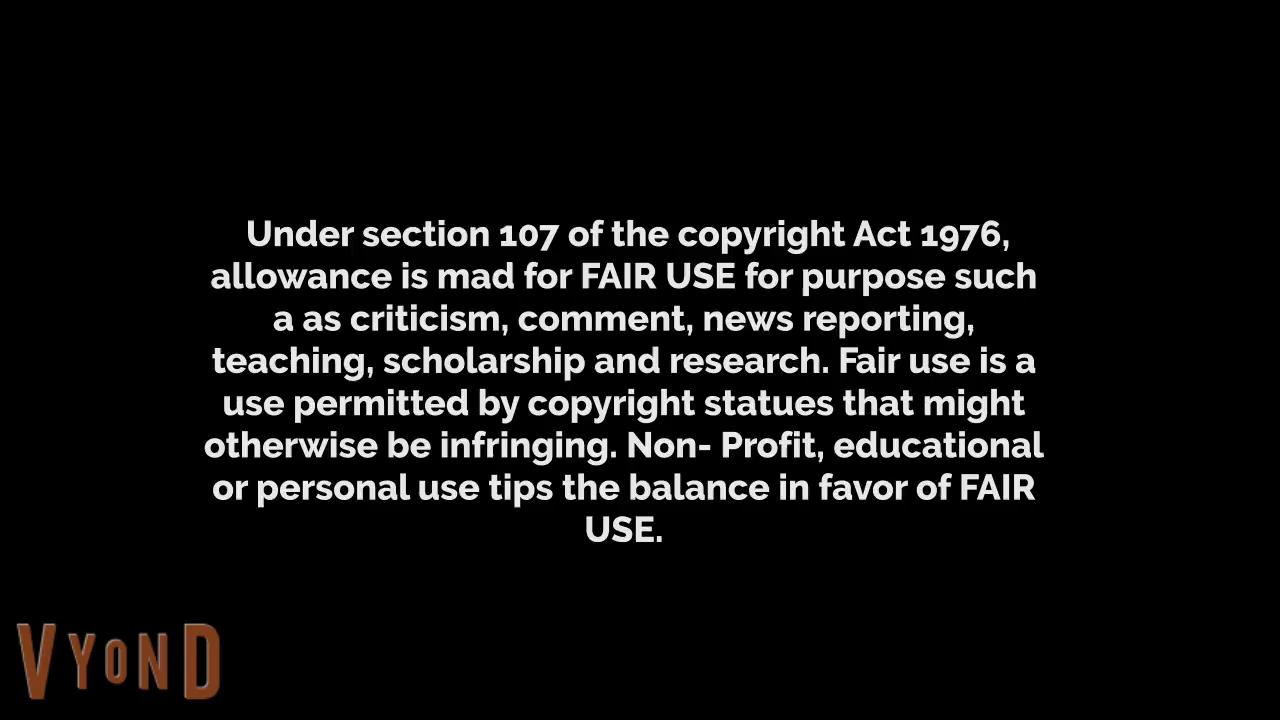 Under section 107 of the copyright Act 1976,
allowance is mad for FAIR USE for purpose such
a as criticism, comment, news reporting,
teaching, scholarship and research. Fair use is a
use permitted by copyright statues that might
otherwise be infringing. Non- Profit, educational
or personal use tips the balance in favor of FAIR
USE.
VYOND